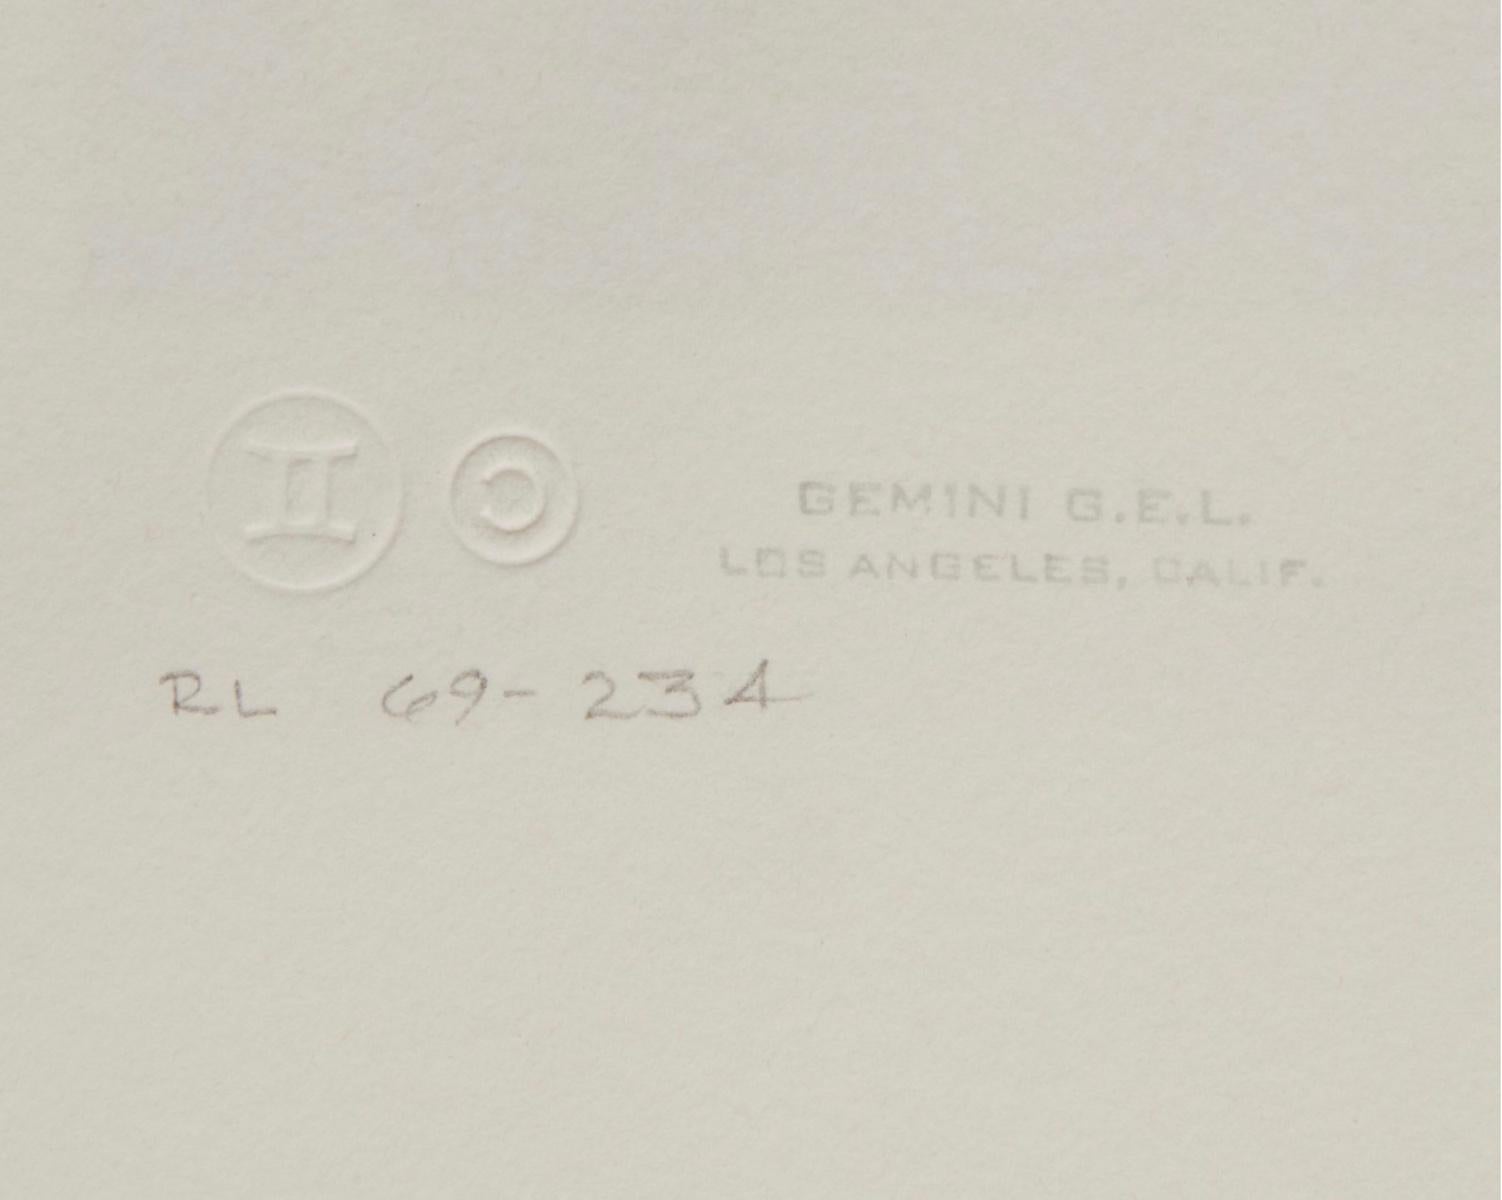 GEMINI G.E.L.
LOS ANGELES, CALIF.
RL 69-234